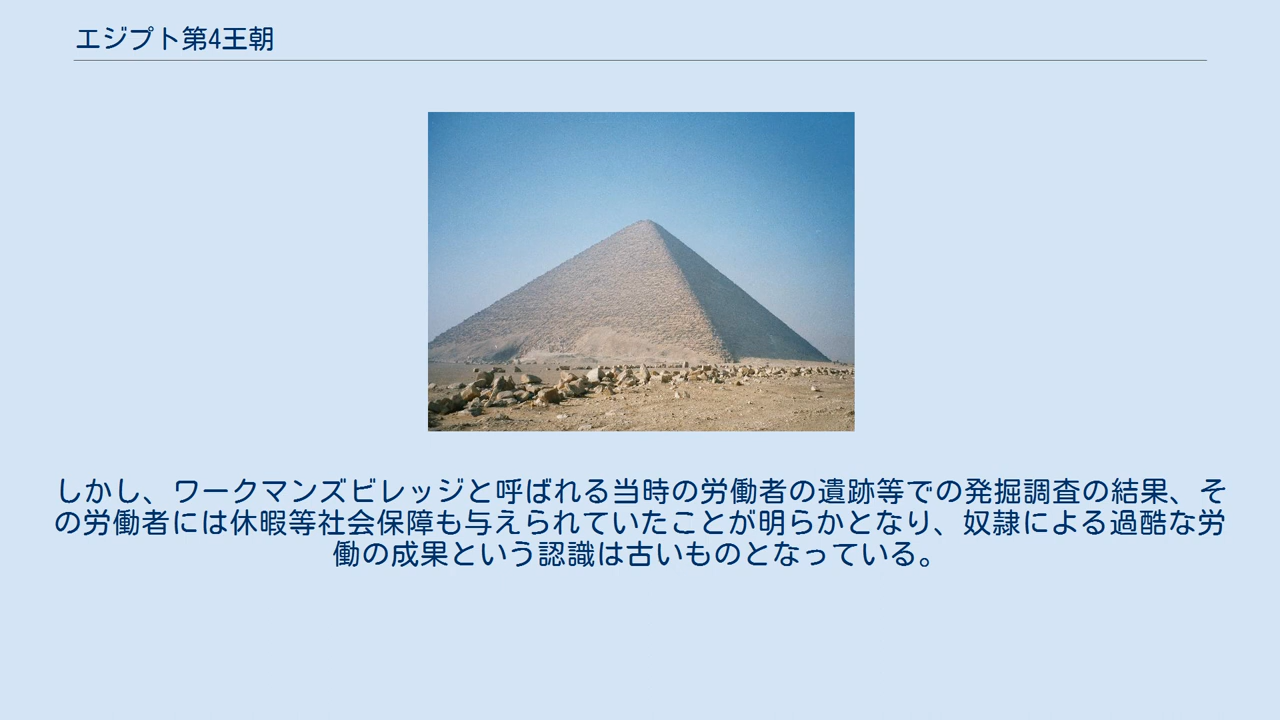 エジプト第4王朝
しかし、ワークマンズビレッジと呼ばれる当時の労働者の遺跡等での発掘調査の結果、そ
の労働者には休暇等社会保障も与えられていたことが明らかとなり、奴隷による過酷な労
働の成果という認識は古いものとなっている。